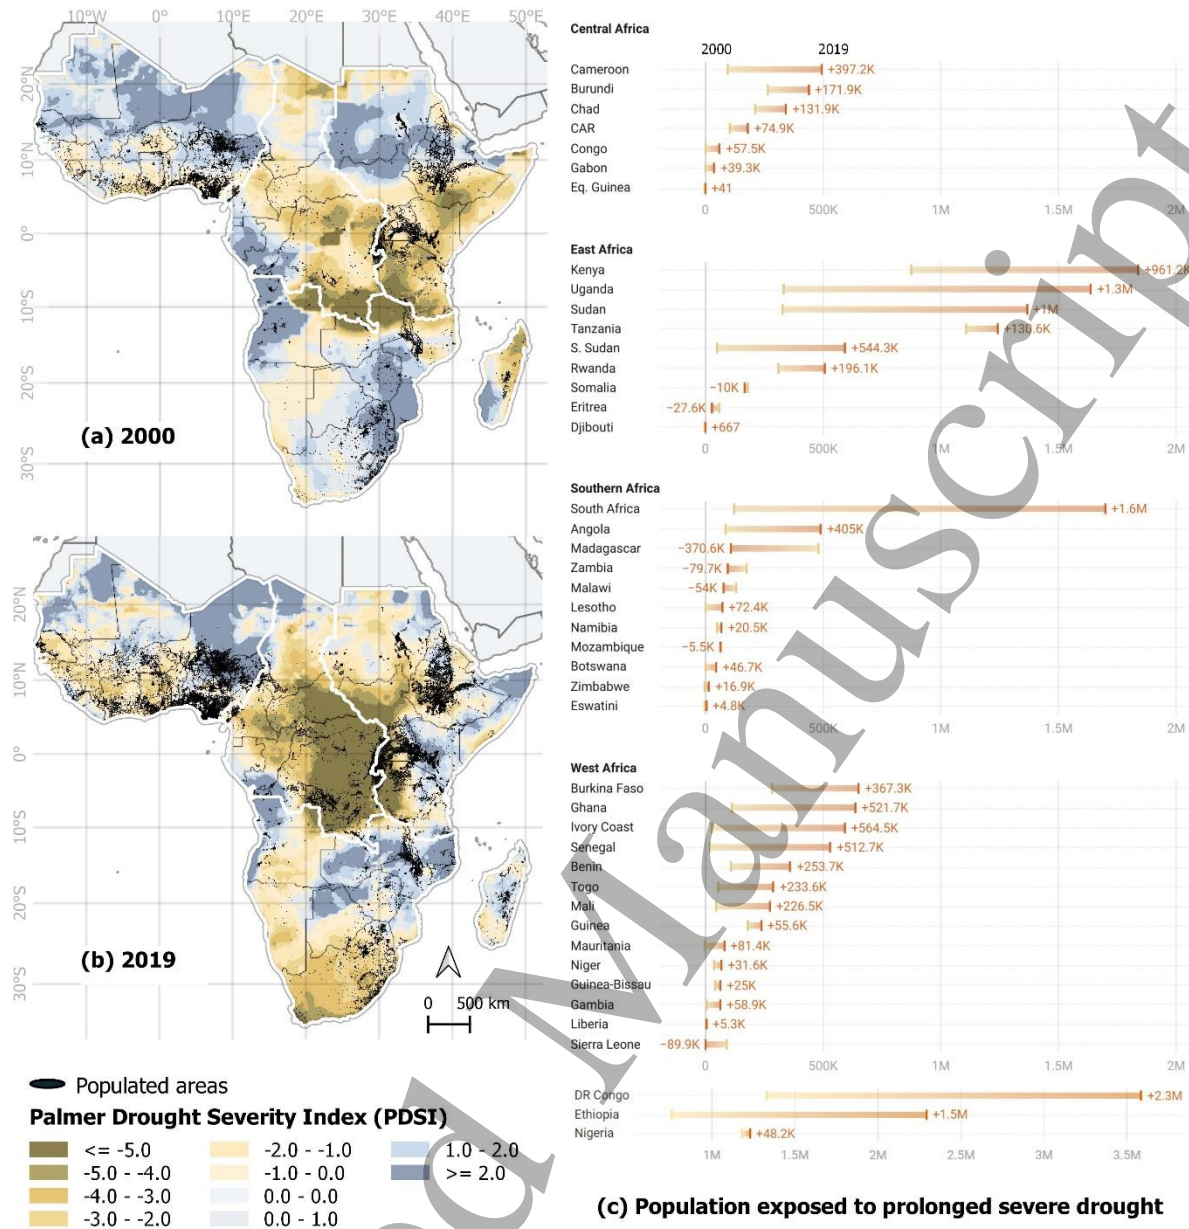 10°W 0° 10°E 20°E 30°E 40°E 50°E
20°N
10°N
0°
10°S
20°S
30°S
(a) 2000
20°N
10°N
0°
10°S
20°S
30°S
(b) 2019
0 500 km
Populated areas
Palmer Drought Severity Index (PDSI)
<= -5.0 -2.0 - -1.0 1.0 - 2.0
-5.0 - -4.0 -1.0 - 0.0 >= 2.0
-4.0 - -3.0 0.0 - 0.0
-3.0 - -2.0 0.0 - 1.0
Central Africa
2000 2019
Cameroon +397.2K
Burundi +171.9K
Chad +131.9K
CAR +74.9K
Congo +57.5K
Gabon +39.3K
Eq. Guinea +41
0 500K 1M 1.5M 2M
East Africa
Kenya +961.2K
Uganda +1.3M
Sudan +1M
Tanzania +130.6K
S. Sudan +544.3K
Rwanda +196.1K
Somalia −10K
Eritrea −27.6K
Djibouti +667
0 500K 1M 1.5M 2M
Southern Africa
South Africa +1.6M
Angola +405K
Madagascar −370.6K
Zambia −79.7K
Malawi −54K
Lesotho +72.4K
Namibia +20.5K
Mozambique −5.5K
Botswana +46.7K
Zimbabwe +16.9K
Eswatini +4.8K
0 500K 1M 1.5M 2M
West Africa
Burkina Faso +367.3K
Ghana +521.7K
Ivory Coast +564.5K
Senegal +512.7K
Benin +253.7K
Togo +233.6K
Mali +226.5K
Guinea +55.6K
Mauritania +81.4K
Niger +31.6K
Guinea-Bissau +25K
Gambia +58.9K
Liberia +5.3K
Sierra Leone −89.9K
0 500K 1M 1.5M 2M
DR Congo +2.3M
Ethiopia +1.5M
Nigeria +48.2K
1M 1.5M 2M 2.5M 3M 3.5M
(c) Population exposed to prolonged severe drought
d Manuscript